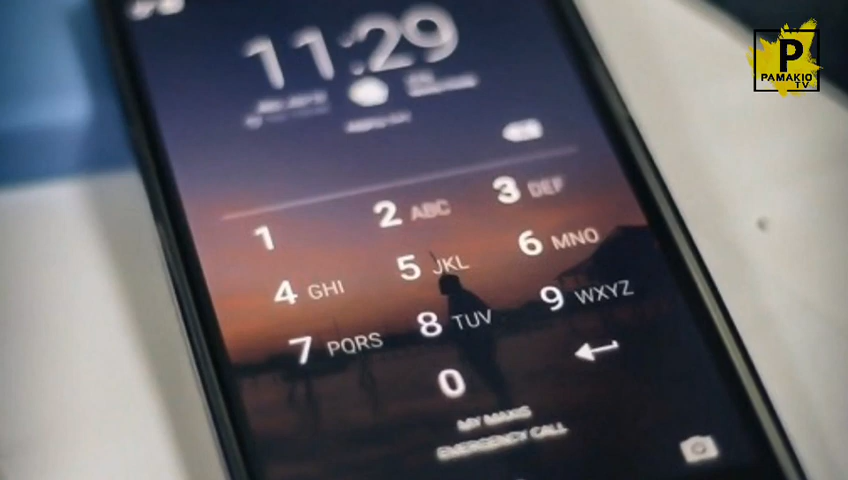 11:29
P
PAMAKIO
TV
1
2 ABC
3 DEF
4 GHI
5 JKL
6 MNO
7 PQRS
8 TUV
9 WXYZ
0
MY MAXIS
EMERGENCY CALL